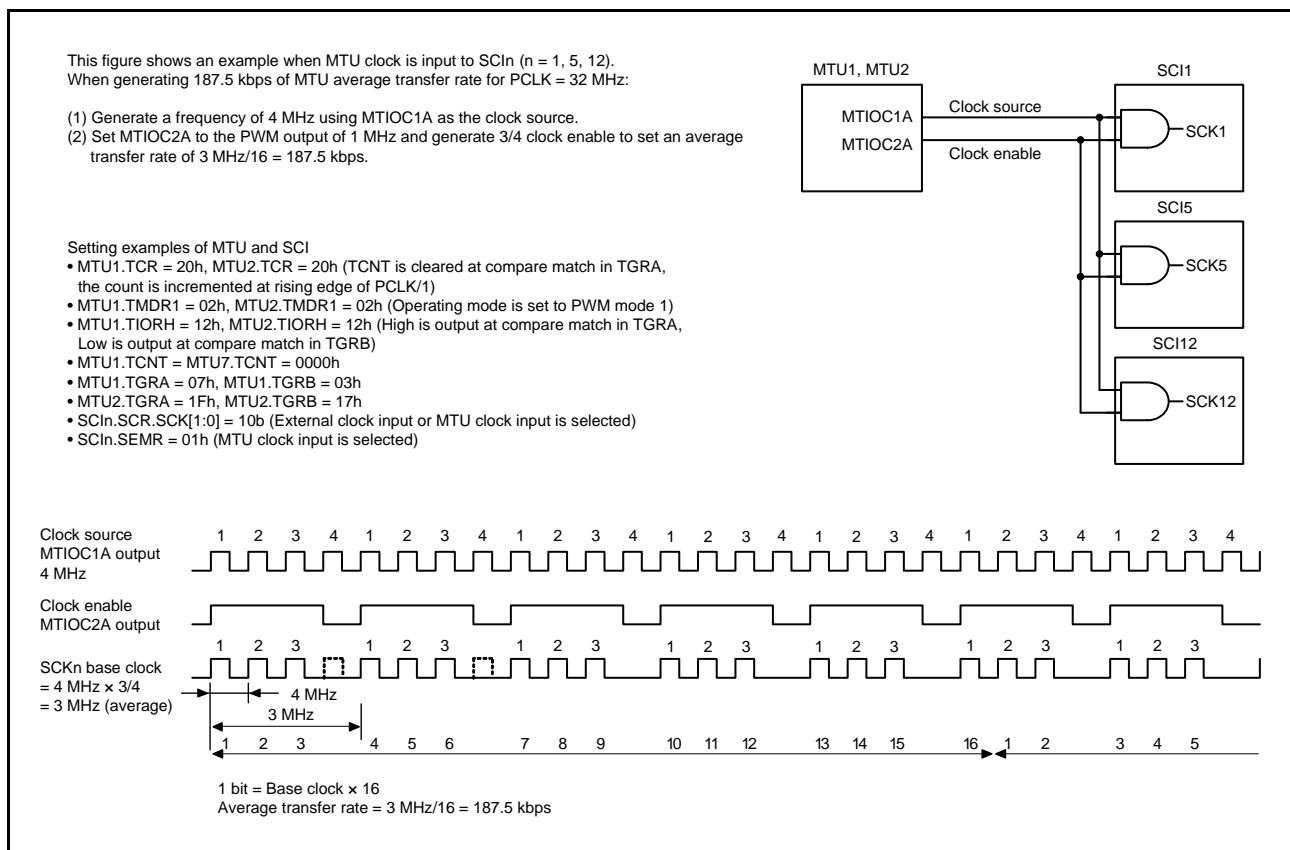 This figure shows an example when MTU clock is input to SCIn (n = 1, 5, 12).
When generating 187.5 kbps of MTU average transfer rate for PCLK = 32 MHz:
(1) Generate a frequency of 4 MHz using MTIOC1A as the clock source.
(2) Set MTIOC2A to the PWM output of 1 MHz and generate 3/4 clock enable to set an average
transfer rate of 3 MHz/16 = 187.5 kbps.
MTU1, MTU2
SCI1
MTIOC1A
Clock source
MTIOC2A
Clock enable
SCK1
SCI5
SCK5
SCI12
SCK12
Setting examples of MTU and SCI
• MTU1.TCR = 20h, MTU2.TCR = 20h (TCNT is cleared at compare match in TGRA,
the count is incremented at rising edge of PCLK/1)
• MTU1.TMDR1 = 02h, MTU2.TMDR1 = 02h (Operating mode is set to PWM mode 1)
• MTU1.TIORH = 12h, MTU2.TIORH = 12h (High is output at compare match in TGRA,
Low is output at compare match in TGRB)
• MTU1.TCNT = MTU7.TCNT = 0000h
• MTU1.TGRA = 07h, MTU1.TGRB = 03h
• MTU2.TGRA = 1Fh, MTU2.TGRB = 17h
• SCIn.SCR.SCK[1:0] = 10b (External clock input or MTU clock input is selected)
• SCIn.SEMR = 01h (MTU clock input is selected)
Clock source
MTIOC1A output
4 MHz
1 2 3 4 1 2 3 4 1 2 3 4 1 2 3 4 1 2 3 4 1 2 3 4 1 2 3 4
Clock enable
MTIOC2A output
1 2 3 1 2 3 1 2 3 1 2 3 1 2 3 1 2 3 1 2 3
SCKn base clock
= 4 MHz × 3/4
= 3 MHz (average)
4 MHz
3 MHz
1 2 3 4 5 6 7 8 9 10 11 12 13 14 15 16 1 2 3 4 5
1 bit = Base clock × 16
Average transfer rate = 3 MHz/16 = 187.5 kbps